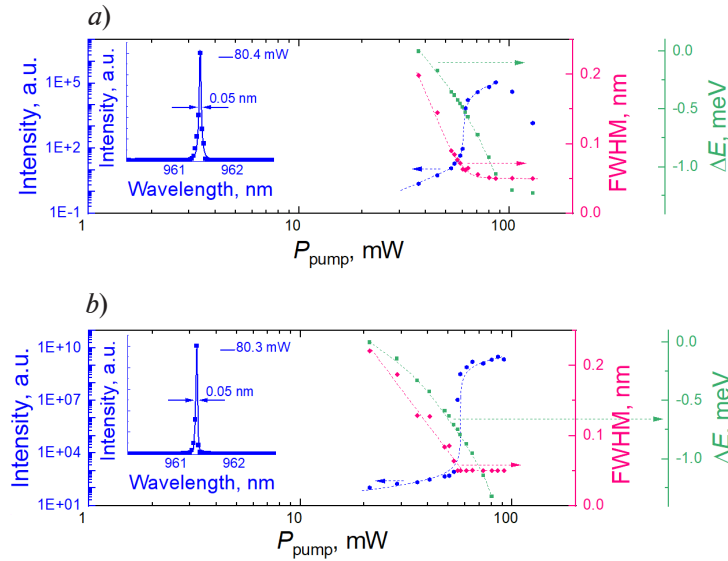 a)
Intensity, a.u.
1E+5
1E+2
1E-1
Intensity, a.u.
80.4 mW
0.05 nm
961 962
Wavelength, nm
1 10 100
P_pump, mW
0.2
0.1
0.0
FWHM, nm
0.0
-0.5
-1.0
ΔE, meV
b)
Intensity, a.u.
1E+10
1E+07
1E+04
1E+01
Intensity, a.u.
80.3 mW
0.05 nm
961 962
Wavelength, nm
1 10 100
P_pump, mW
0.2
0.1
0.0
FWHM, nm
0.0
-0.5
-1.0
ΔE, meV